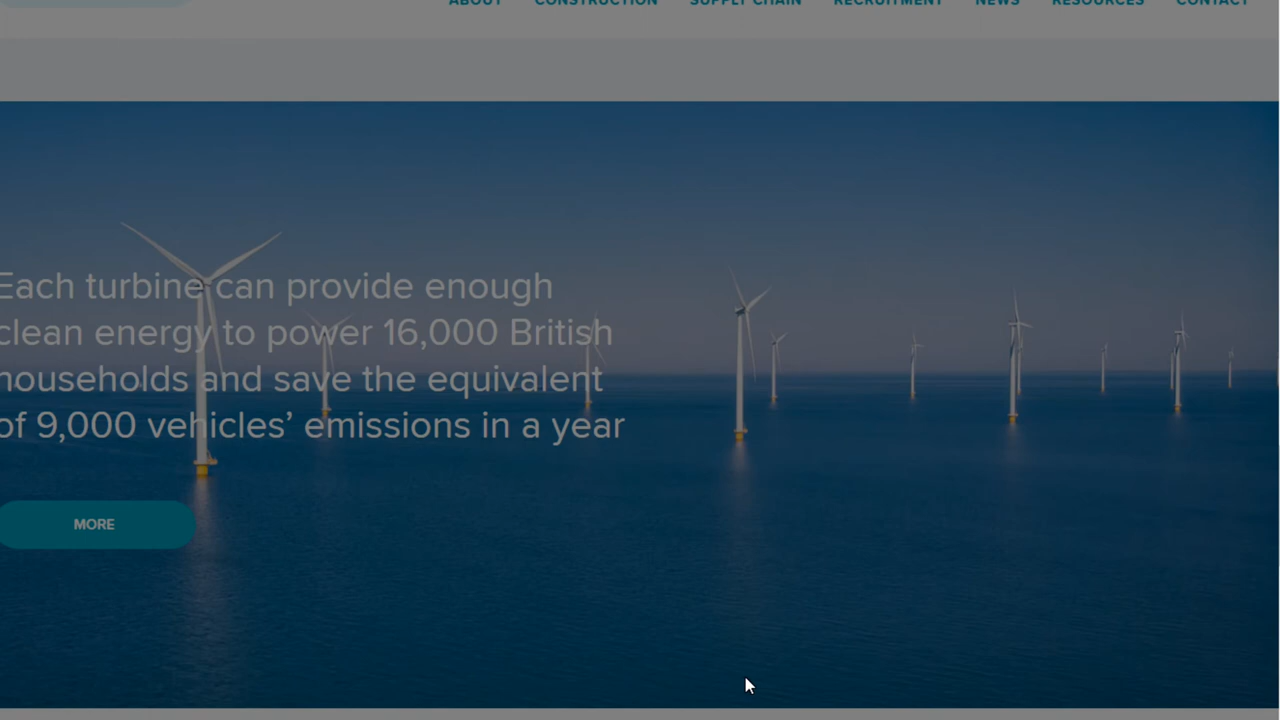 ABOUT CONSTRUCTION SUPPLY CHAIN RECRUITMENT NEWS RESOURCES CONTACT
Each turbine can provide enough
clean energy to power 16,000 British
households and save the equivalent
of 9,000 vehicles’ emissions in a year
MORE